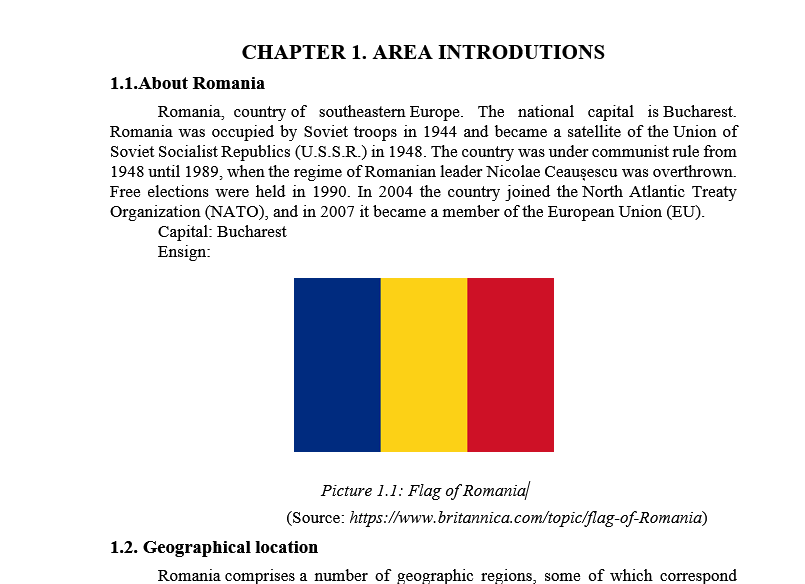 CHAPTER 1. AREA INTRODUTIONS
1.1.About Romania
Romania, country of southeastern Europe. The national capital is Bucharest.
Romania was occupied by Soviet troops in 1944 and became a satellite of the Union of
Soviet Socialist Republics (U.S.S.R.) in 1948. The country was under communist rule from
1948 until 1989, when the regime of Romanian leader Nicolae Ceaușescu was overthrown.
Free elections were held in 1990. In 2004 the country joined the North Atlantic Treaty
Organization (NATO), and in 2007 it became a member of the European Union (EU).
Capital: Bucharest
Ensign:
Picture 1.1: Flag of Romania
(Source: https://www.britannica.com/topic/flag-of-Romania)
1.2. Geographical location
Romania comprises a number of geographic regions, some of which correspond